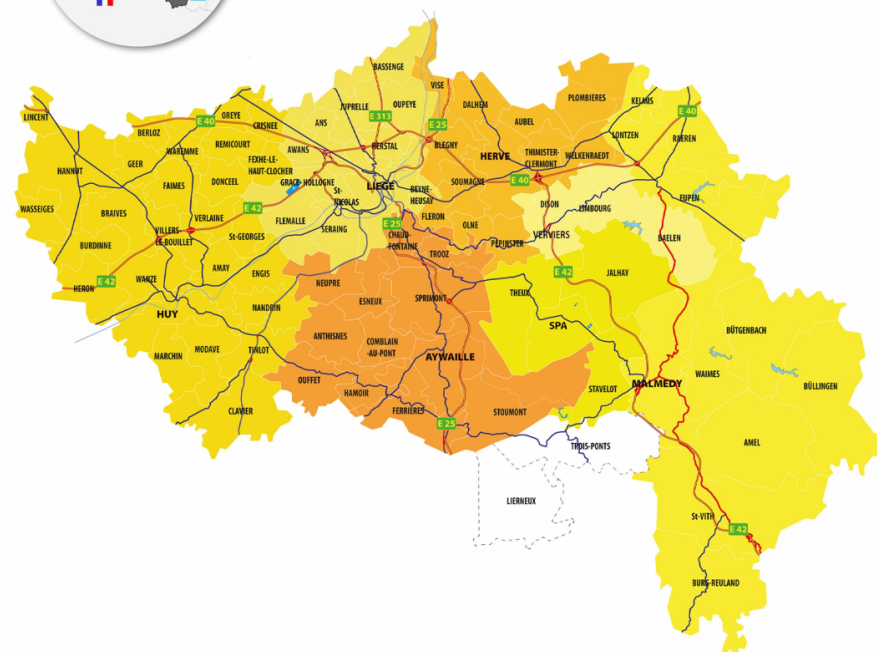 BASSENGE
VISE
DALHEM
PLOMBIERES
KELMIS
LINCENT
BERLOZ
E 40
OREYE
CRISNEE
ANS
JUPRELLE
OUPEYE
E 313
E 25
AUBEL
LONTZEN
E 40
RAEREN
HANNUT
GEER
WAREMME
REMICOURT
FEXHE-LE-
HAUT-CLOCHER
AWANS
HERSTAL
BLEGNY
HERVE
THIMISTER-
CLERMONT
WELKENRAEDT
FAIMES
DONCEEL
GRACE-HOLLOGNE
St-
NICOLAS
LIEGE
BEYNE-
HEUSAY
SOUMAGNE
E 40
EUPEN
WASSEIGES
BRAIVES
VERLAINE
E 42
FLEMALLE
SERAING
E 25
FLERON
OLNE
DISON
LIMBOURG
VILLERS
LE-BOUILLET
St-GEORGES
CHAUD-
FONTAINE
TROOZ
PEPINSTER
VERVIERS
BAELEN
BURDINNE
AMAY
ENGIS
HERON
E 42
WANZE
NEUPRE
SPRIMONT
THEUX
E 42
JALHAY
HUY
NANDRIN
ESNEUX
SPA
BÜTGENBACH
MARCHIN
MODAVE
TINLOT
ANTHISNES
COMBLAIN
-AU-PONT
AYWAILLE
WAIMES
BÜLLINGEN
OUFFET
HAMOIR
STAVELOT
MALMEDY
CLAVIER
FERRIERES
STOUMONT
E 25
TROIS-PONTS
AMEL
LIERNEUX
St-VITH
E 42
BURG-REULAND